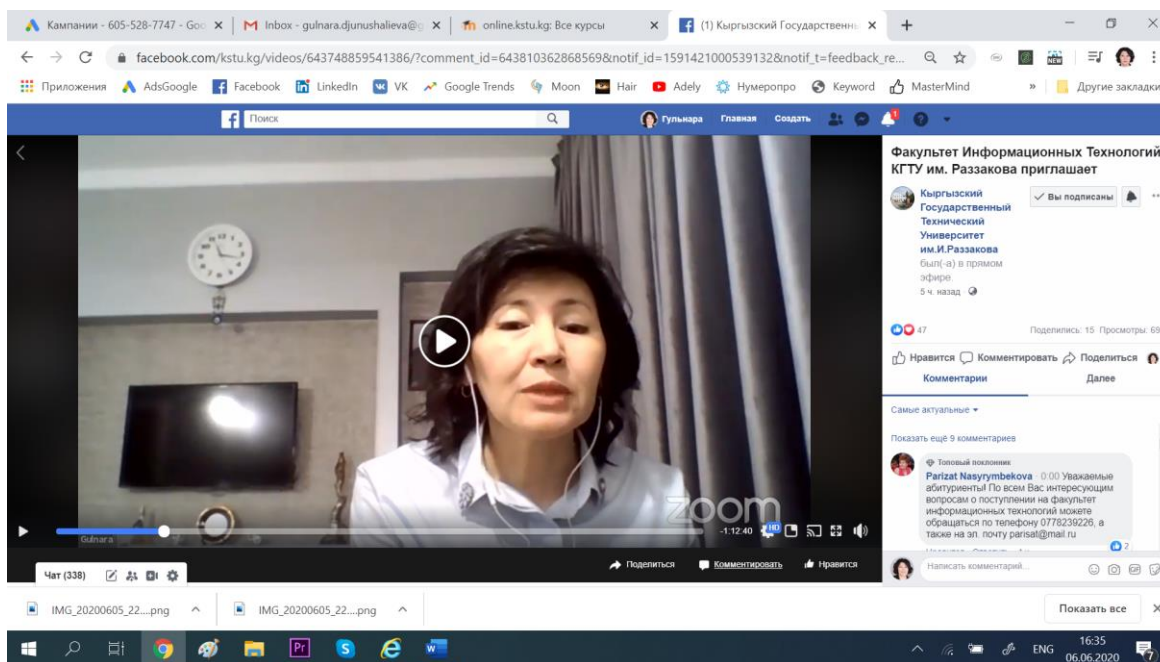 Кампании - 605-528-7747 - Goo
Inbox - gulnara.djunushalieva@g
online.kstu.kg: Все курсы
(1) Кыргызский Государственн
facebook.com/kstu.kg/videos/643748859541386/?comment_id=643810362868569&notif_id=1591421000539132&notif_t=feedback_re...
Приложения
AdsGoogle
Facebook
LinkedIn
VK
Google Trends
Moon
Hair
Adely
Нумеропро
Keyword
MasterMind
»
Другие закладки
Поиск
Гульнара
Главная
Создать
Факультет Информационных Технологий
КГТУ им. Раззакова приглашает
Кыргызский
Государственный
Технический
Университет
им.И.Раззакова
был(-а) в прямом
эфире.
5 ч. назад
Вы подписаны
47
Поделились: 15 Просмотры: 69
Нравится Комментировать Поделиться
Комментарии
Далее
Самые актуальные
Показать ещё 9 комментариев
Топовый поклонник
Parizat Nasyrymbekova · 0:00 Уважаемые
абитуриенты! По всем Вас интересующим
вопросам о поступлении на факультет
информационных технологий можете
обращаться по телефону 0778239226, а
также на эл. почту parisat@mail.ru
2
Написать комментарий...
zoom
-1:12:40
HD
Gulnara
Поделиться
Комментировать
Нравится
Чат (338)
IMG_20200605_22....png
IMG_20200605_22....png
Показать все
Pr
ENG
16:35
06.06.2020
7